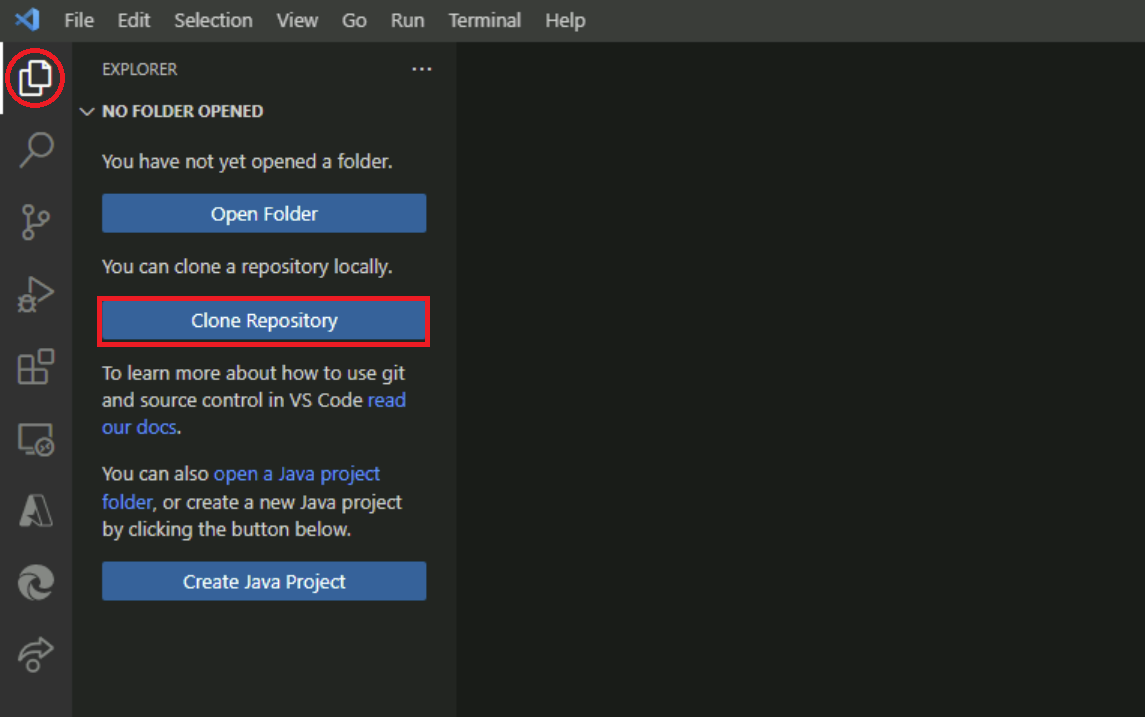 File Edit Selection View Go Run Terminal Help
EXPLORER
NO FOLDER OPENED
You have not yet opened a folder.
Open Folder
You can clone a repository locally.
Clone Repository
To learn more about how to use git
and source control in VS Code read
our docs.
You can also open a Java project
folder, or create a new Java project
by clicking the button below.
Create Java Project